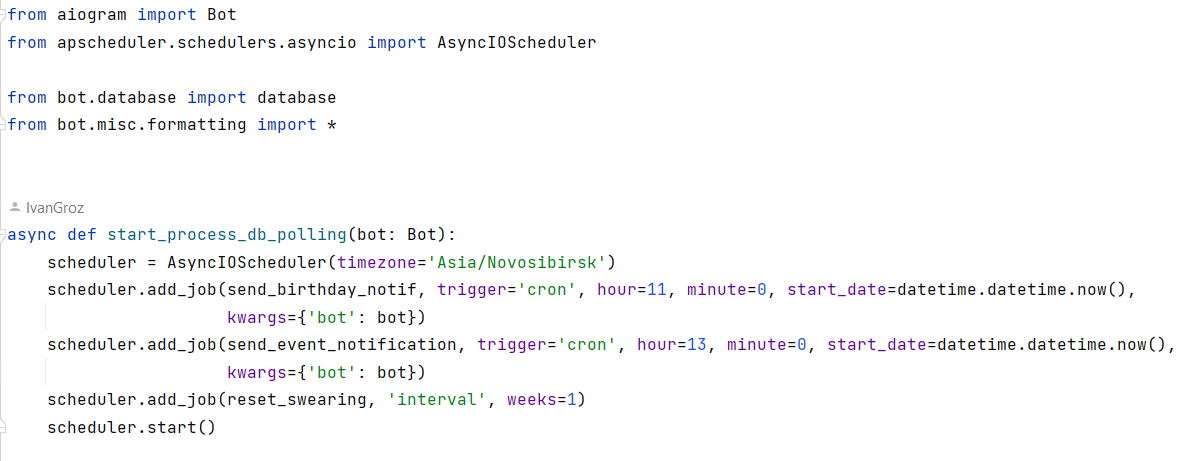 from aiogram import Bot
from apscheduler.schedulers.asyncio import AsyncIOScheduler
from bot.database import database
from bot.misc.formatting import *
IvanGroz
async def start_process_db_polling(bot: Bot):
    scheduler = AsyncIOScheduler(timezone='Asia/Novosibirsk')
    scheduler.add_job(send_birthday_notif, trigger='cron', hour=11, minute=0, start_date=datetime.datetime.now(),
                      kwargs={'bot': bot})
    scheduler.add_job(send_event_notification, trigger='cron', hour=13, minute=0, start_date=datetime.datetime.now(),
                      kwargs={'bot': bot})
    scheduler.add_job(reset_swearing, 'interval', weeks=1)
    scheduler.start()